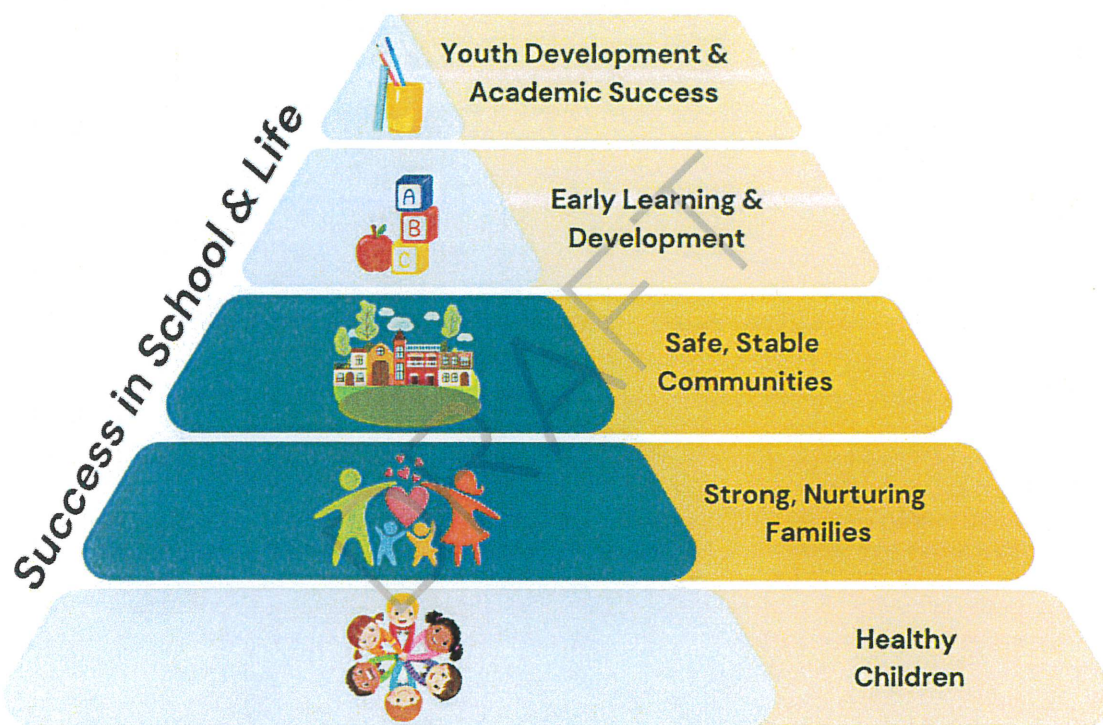 Success in School & Life
Youth Development &
Academic Success
A
B
C
Early Learning &
Development
Safe, Stable
Communities
Strong, Nurturing
Families
Healthy
Children
DRAFT